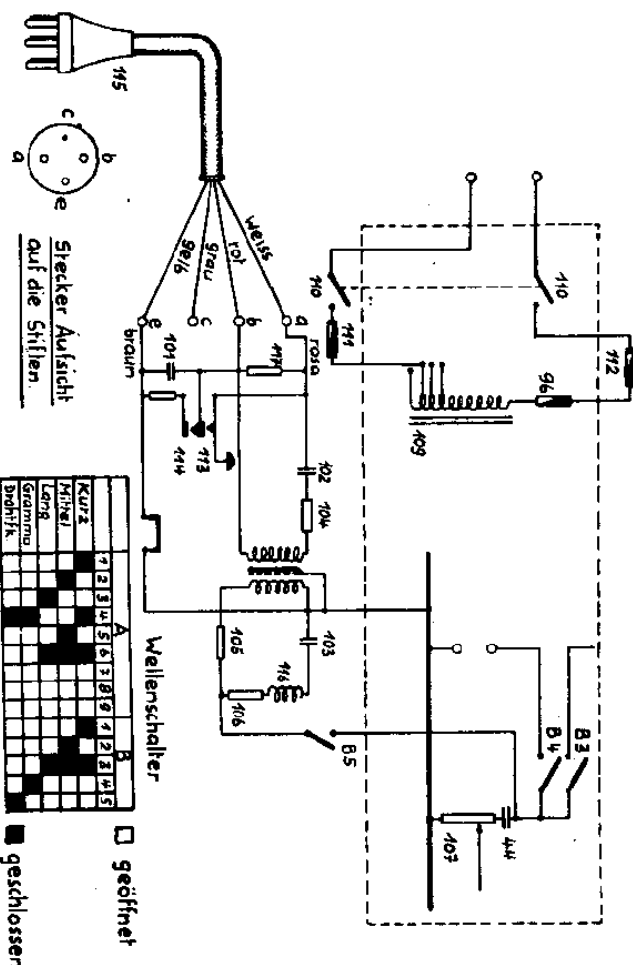 115
c
b
a
e
Stecker Aufsicht
auf die Stiften.
weiss
rot
grau
gelb
a
b
c
e
rosa
braun
101
117
114
113
102
104
103
105
106
116
B5
110
110
111
112
96
109
B4
B3
44
107
Wellenschalter
A
B
1 2 3 4 5 6 7 8 9 1 2 3 4 5
Kurz
Mittel
Lang
Grammo
Drahtfk.
geöffnet
geschlossen